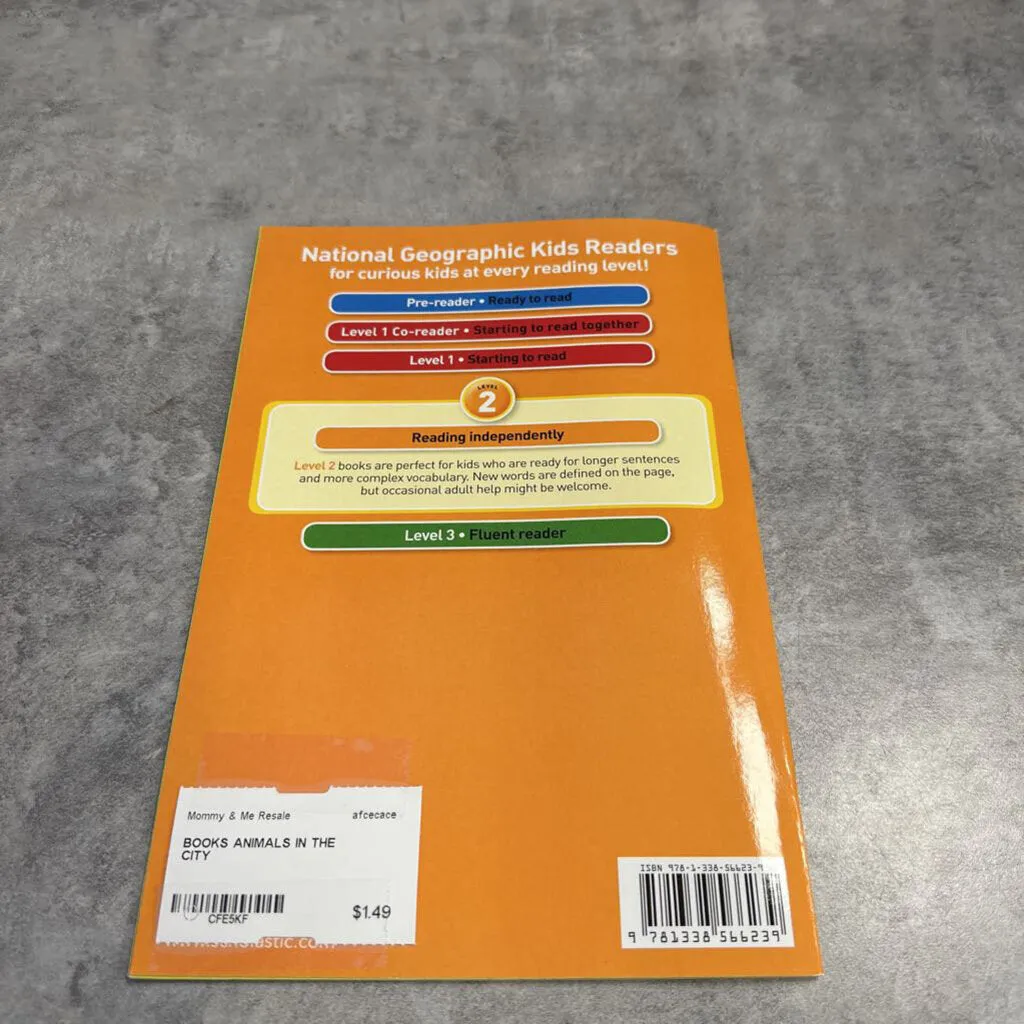 National Geographic Kids Readers
for curious kids at every reading level!
Pre-reader • Ready to read
Level 1 Co-reader • Starting to read together
Level 1 • Starting to read
LEVEL
2
Reading independently
Level 2 books are perfect for kids who are ready for longer sentences
and more complex vocabulary. New words are defined on the page,
but occasional adult help might be welcome.
Level 3 • Fluent reader
Mommy & Me Resale afcecace
BOOKS ANIMALS IN THE
CITY
CFE5KF
$1.49
ISBN 978-1-338-56623-9
9 781338 566239